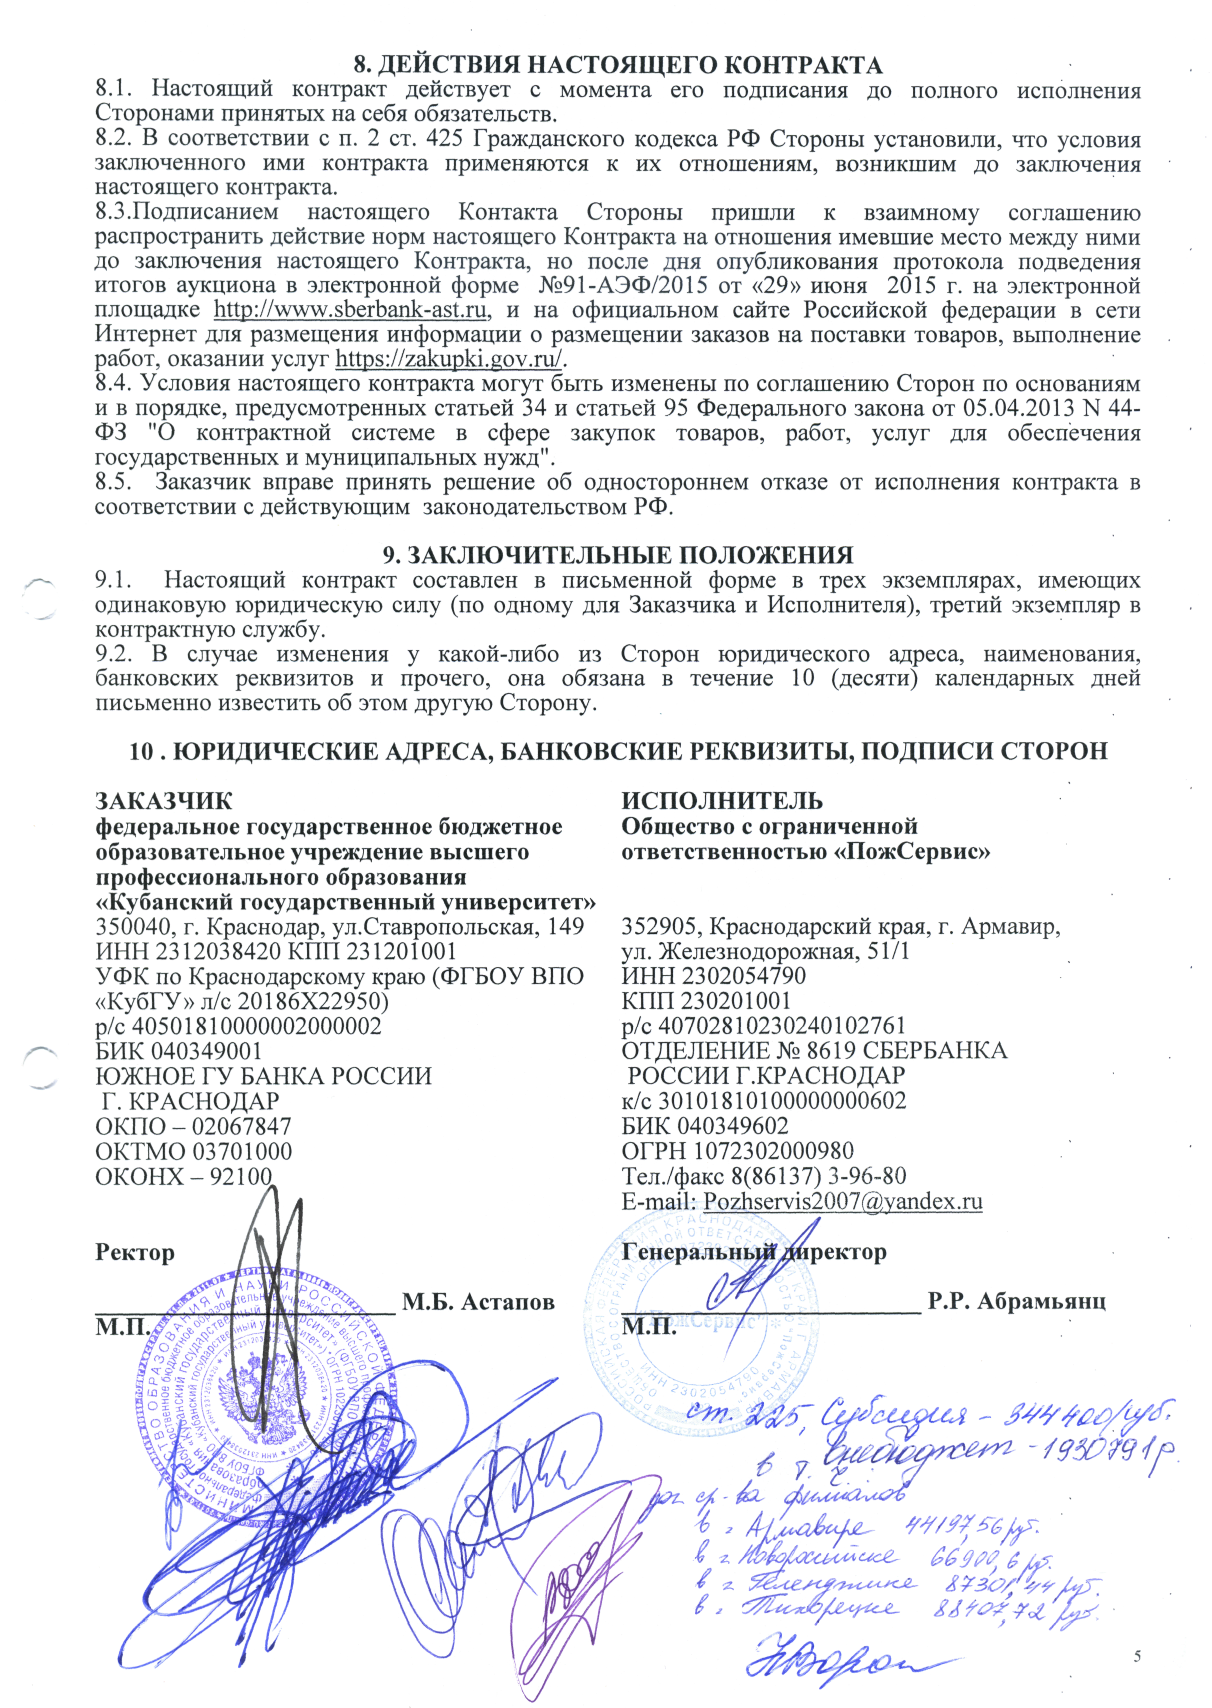 8. ДЕЙСТВИЯ НАСТОЯЩЕГО КОНТРАКТА
8.1. Настоящий контракт действует с момента его подписания до полного исполнения
Сторонами принятых на себя обязательств.
8.2. В соответствии с п. 2 ст. 425 Гражданского кодекса РФ Стороны установили, что условия
заключенного ими контракта применяются к их отношениям, возникшим до заключения
настоящего контракта.
8.3.Подписанием настоящего Контакта Стороны пришли к взаимному соглашению
распространить действие норм настоящего Контракта на отношения имевшие место между ними
до заключения настоящего Контракта, но после дня опубликования протокола подведения
итогов аукциона в электронной форме №91-АЭФ/2015 от «29» июня 2015 г. на электронной
площадке http://www.sberbank-ast.ru, и на официальном сайте Российской федерации в сети
Интернет для размещения информации о размещении заказов на поставки товаров, выполнение
работ, оказании услуг https://zakupki.gov.ru/.
8.4. Условия настоящего контракта могут быть изменены по соглашению Сторон по основаниям
и в порядке, предусмотренных статьей 34 и статьей 95 Федерального закона от 05.04.2013 N 44-
ФЗ "О контрактной системе в сфере закупок товаров, работ, услуг для обеспечения
государственных и муниципальных нужд".
8.5. Заказчик вправе принять решение об одностороннем отказе от исполнения контракта в
соответствии с действующим законодательством РФ.
9. ЗАКЛЮЧИТЕЛЬНЫЕ ПОЛОЖЕНИЯ
9.1. Настоящий контракт составлен в письменной форме в трех экземплярах, имеющих
одинаковую юридическую силу (по одному для Заказчика и Исполнителя), третий экземпляр в
контрактную службу.
9.2. В случае изменения у какой-либо из Сторон юридического адреса, наименования,
банковских реквизитов и прочего, она обязана в течение 10 (десяти) календарных дней
письменно известить об этом другую Сторону.
10 . ЮРИДИЧЕСКИЕ АДРЕСА, БАНКОВСКИЕ РЕКВИЗИТЫ, ПОДПИСИ СТОРОН
ЗАКАЗЧИК
федеральное государственное бюджетное
образовательное учреждение высшего
профессионального образования
«Кубанский государственный университет»
350040, г. Краснодар, ул.Ставропольская, 149
ИНН 2312038420 КПП 231201001
УФК по Краснодарскому краю (ФГБОУ ВПО
«КубГУ» л/с 20186Х22950)
р/с 40501810000002000002
БИК 040349001
ЮЖНОЕ ГУ БАНКА РОССИИ
Г. КРАСНОДАР
ОКПО – 02067847
ОКТМО 03701000
ОКОНХ – 92100
Ректор
М.Б. Астапов
М.П.
ИСПОЛНИТЕЛЬ
Общество с ограниченной
ответственностью «ПожСервис»
352905, Краснодарский края, г. Армавир,
ул. Железнодорожная, 51/1
ИНН 2302054790
КПП 230201001
р/с 40702810230240102761
ОТДЕЛЕНИЕ № 8619 СБЕРБАНКА
РОССИИ Г.КРАСНОДАР
к/с 30101810100000000602
БИК 040349602
ОГРН 1072302000980
Тел./факс 8(86137) 3-96-80
E-mail: Pozhservis2007@yandex.ru
Генеральный директор
Р.Р. Абрамьянц
М.П.
"ПожСервис"
ИНН 2302054790
ст. 225, Субсидия - 344400 руб.
внебюджет - 1930791 р.
в т. ч.
ср-ва филиалов
в г. Армавире 441975 руб.
в г. Новороссийске 66900,6 руб.
в г. Геленджике 87301,44 руб.
в г. Тихорецке 88407,72 руб.
5